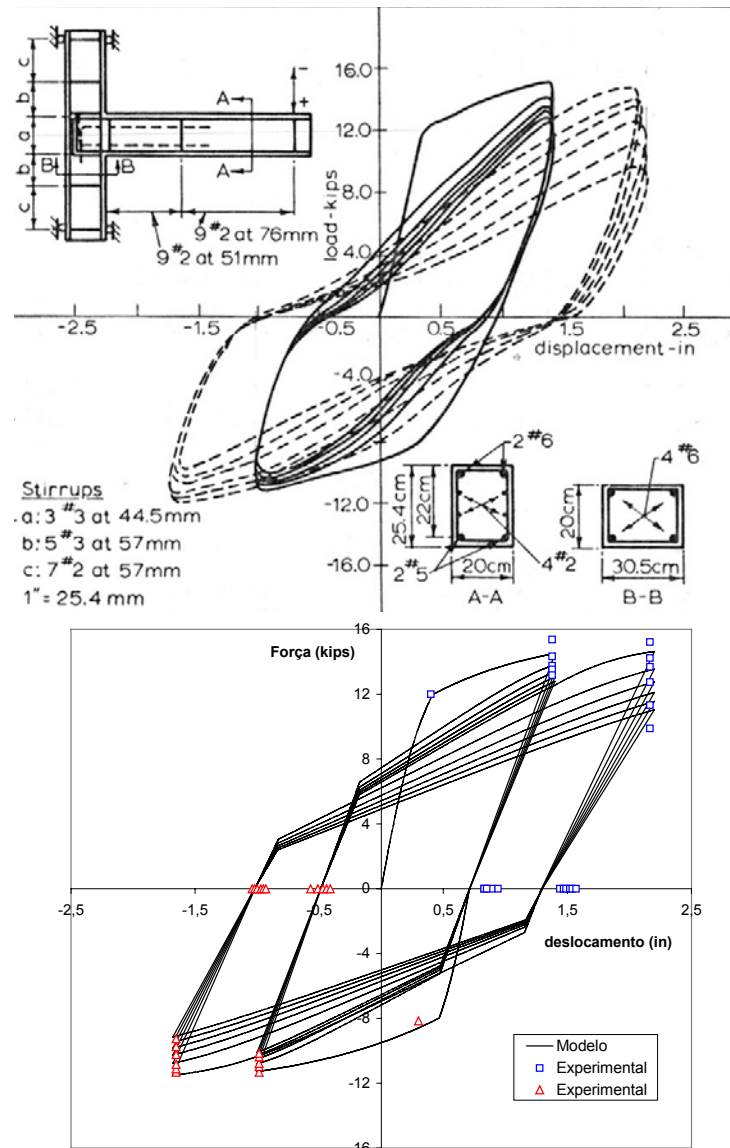 c
b
a
b
c
A
A
B
B
-
+
9 #2 at 76mm
9 #2 at 51mm
load-kips
16.0
12.0
8.0
4.0
-2.5
-1.5
-0.5
0
0.5
1.5
2.5
displacement-in
-4.0
-8.0
-12.0
-16.0
Stirrups
a: 3 #3 at 44.5mm
b: 5 #3 at 57mm
c: 7 #2 at 57mm
1" = 25.4 mm
2 #6
25.4cm
22cm
2 #5
20cm
4 #2
A-A
4 #6
20cm
30.5cm
B-B
Força (kips)
16
12
8
4
0
-2,5
-1,5
-0,5
0,5
1,5
2,5
deslocamento (in)
-4
-8
-12
16
Modelo
Experimental
Experimental